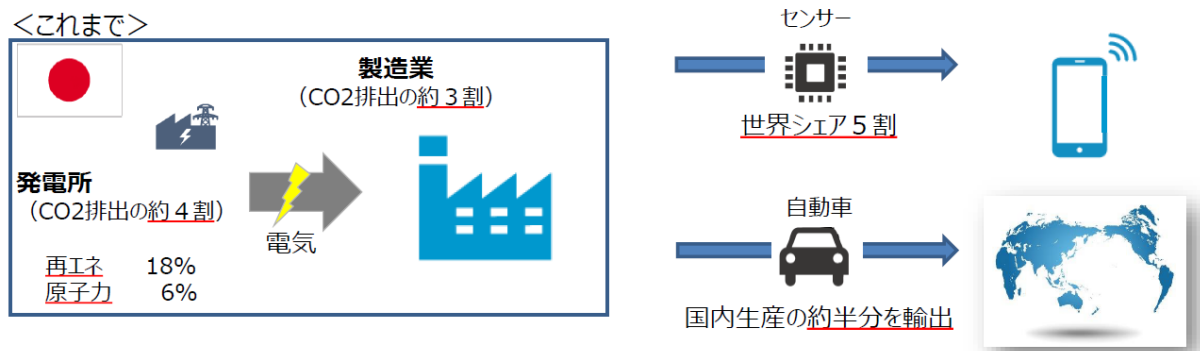 ＜これまで＞
製造業
（CO2排出の約３割）
発電所
（CO2排出の約４割）
電気
再エネ 18%
原子力 6%
センサー
世界シェア５割
自動車
国内生産の約半分を輸出